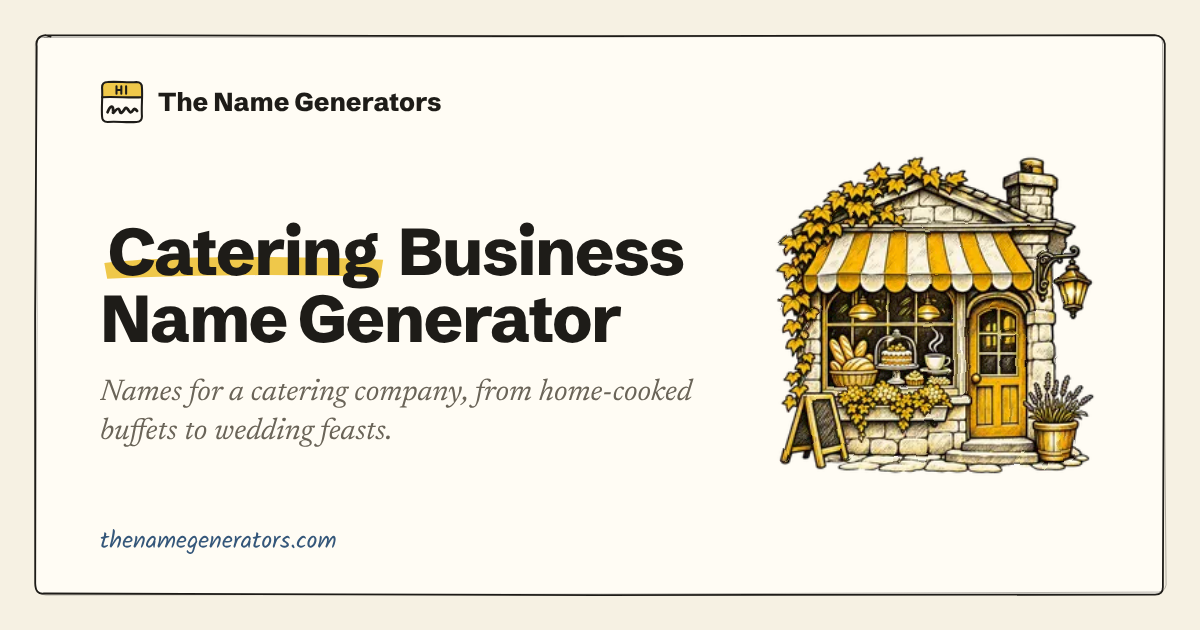 HI
The Name Generators
Catering Business
Name Generator
Names for a catering company, from home-cooked
buffets to wedding feasts.
thenamegenerators.com